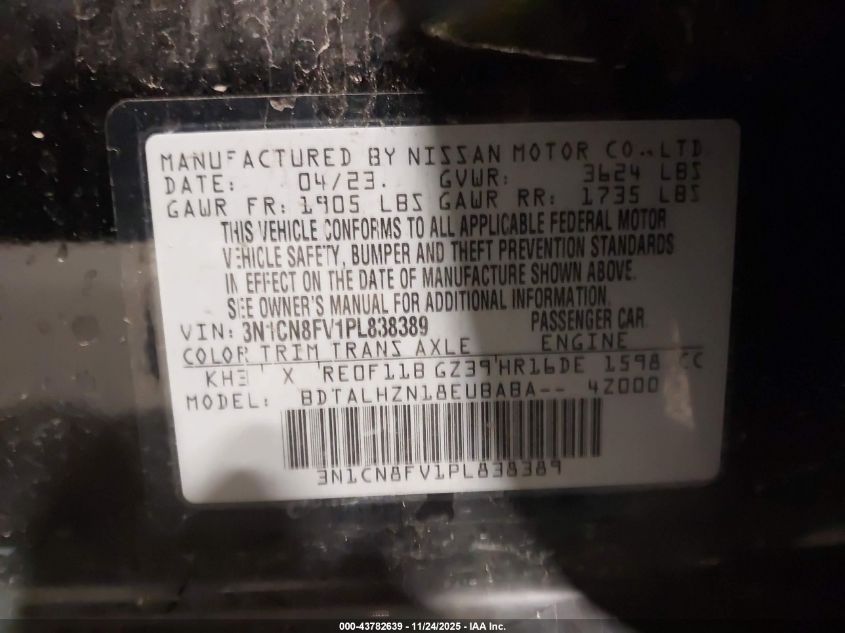 MANUFACTURED BY NISSAN MOTOR CO., LTD.
DATE: 04/23. GVWR: 3624 LBS
GAWR FR: 1905 LBS GAWR RR: 1735 LBS
THIS VEHICLE CONFORMS TO ALL APPLICABLE FEDERAL MOTOR
VEHICLE SAFETY, BUMPER AND THEFT PREVENTION STANDARDS
IN EFFECT ON THE DATE OF MANUFACTURE SHOWN ABOVE.
SEE OWNER'S MANUAL FOR ADDITIONAL INFORMATION.
VIN: 3N1CN8FV1PL838389 PASSENGER CAR
COLOR TRIM TRANS AXLE ENGINE
KH3 X RE0F11B GZ39 HR16DE 1598 CC
MODEL: BDTALHZN18EUBABA-- 4Z000
3N1CN8FV1PL838389
000-43782639 - 11/24/2025 - IAA Inc.